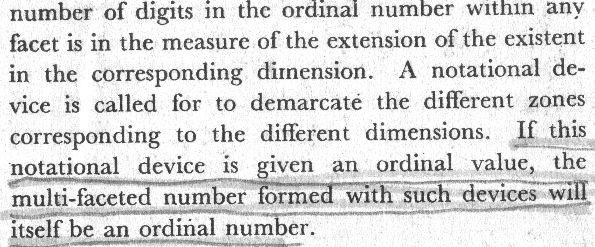 number of digits in the ordinal number within any
facet is in the measure of the extension of the existent
in the corresponding dimension. A notational de-
vice is called for to demarcate the different zones
corresponding to the different dimensions. If this
notational device is given an ordinal value, the
multi-faceted number formed with such devices will
itself be an ordinal number.